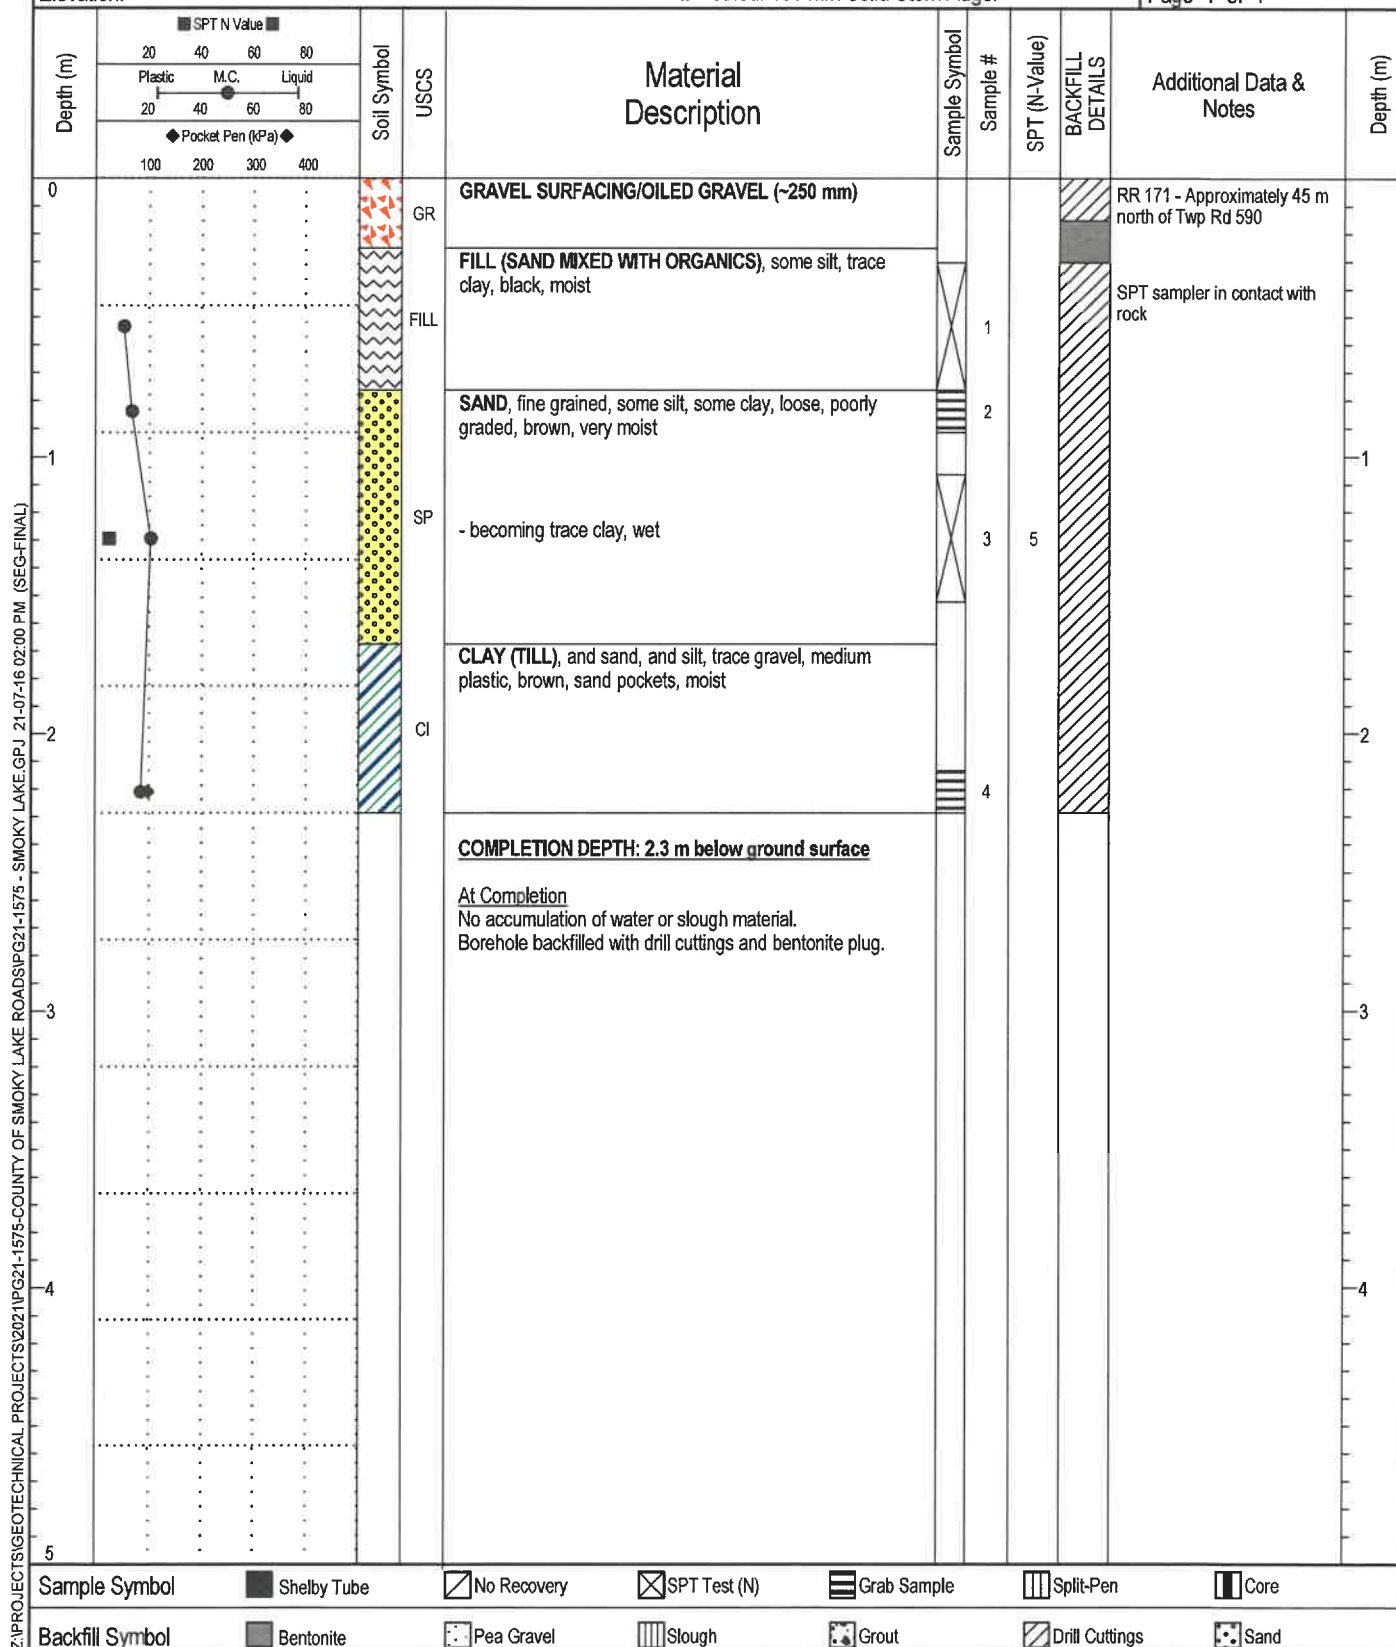 Depth (m)
SPT N Value
20 40 60 80
Plastic M.C. Liquid
20 40 60 80
Pocket Pen (kPa)
100 200 300 400
Soil Symbol
USCS
Material
Description
Sample Symbol
Sample #
SPT (N-Value)
BACKFILL
DETAILS
Additional Data &
Notes
Depth (m)
0
GR
GRAVEL SURFACING/OILED GRAVEL (~250 mm)
RR 171 - Approximately 45 m
north of Twp Rd 590
FILL
FILL (SAND MIXED WITH ORGANICS), some silt, trace
clay, black, moist
1
SPT sampler in contact with
rock
SAND, fine grained, some silt, some clay, loose, poorly
graded, brown, very moist
2
1
1
SP
- becoming trace clay, wet
3 5
CLAY (TILL), and sand, and silt, trace gravel, medium
plastic, brown, sand pockets, moist
2
CI
2
4
COMPLETION DEPTH: 2.3 m below ground surface
At Completion
No accumulation of water or slough material.
Borehole backfilled with drill cuttings and bentonite plug.
3
3
4
4
5
Z:\PROJECTS\GEOTECHNICAL PROJECTS\2021\PG21-1575-COUNTY OF SMOKY LAKE ROADS\PG21-1575 - SMOKY LAKE.GPJ 21-07-16 02:00 PM (SEG-FINAL)
Sample Symbol Shelby Tube No Recovery SPT Test (N) Grab Sample Split-Pen Core
Backfill Symbol Bentonite Pea Gravel Slough Grout Drill Cuttings Sand